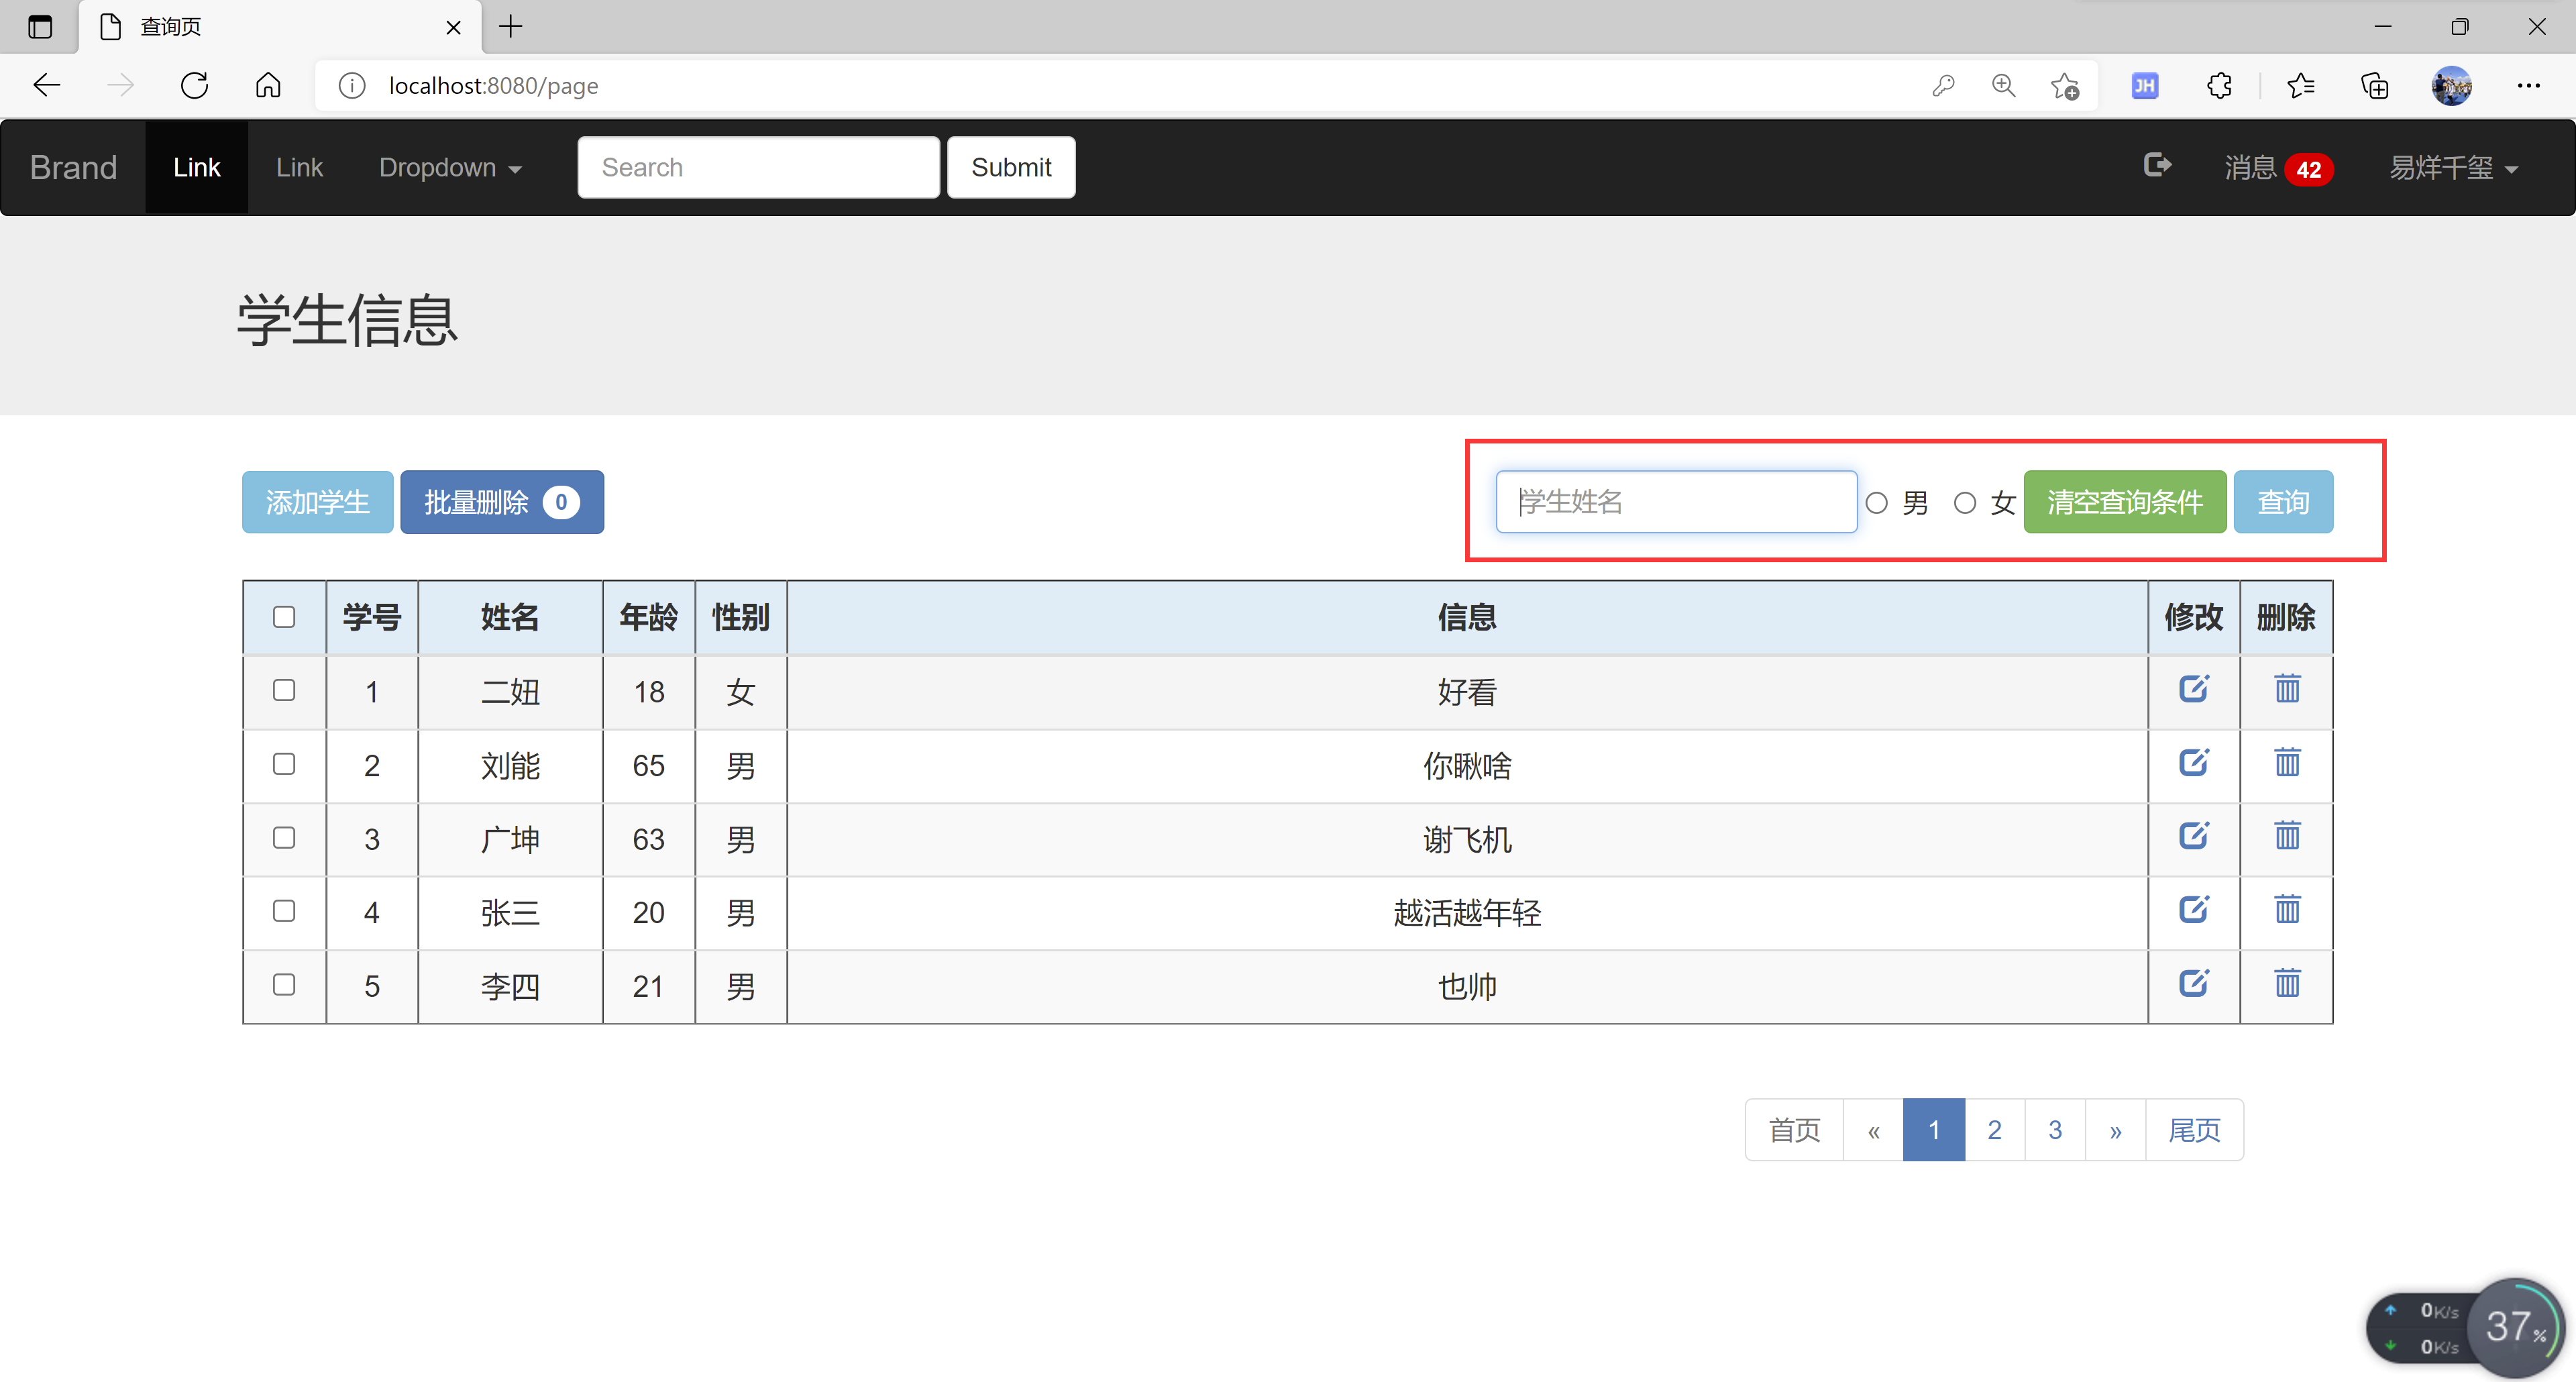 查询页
localhost:8080/page
Brand Link Link Dropdown Search Submit 消息 42 易烊千玺
学生信息
添加学生 批量删除 0 学生姓名 男 女 清空查询条件 查询
学号 姓名 年龄 性别 信息 修改 删除
1 二妞 18 女 好看
2 刘能 65 男 你瞅啥
3 广坤 63 男 谢飞机
4 张三 20 男 越活越年轻
5 李四 21 男 也帅
首页 « 1 2 3 » 尾页
0K/s
0K/s
37%
JH